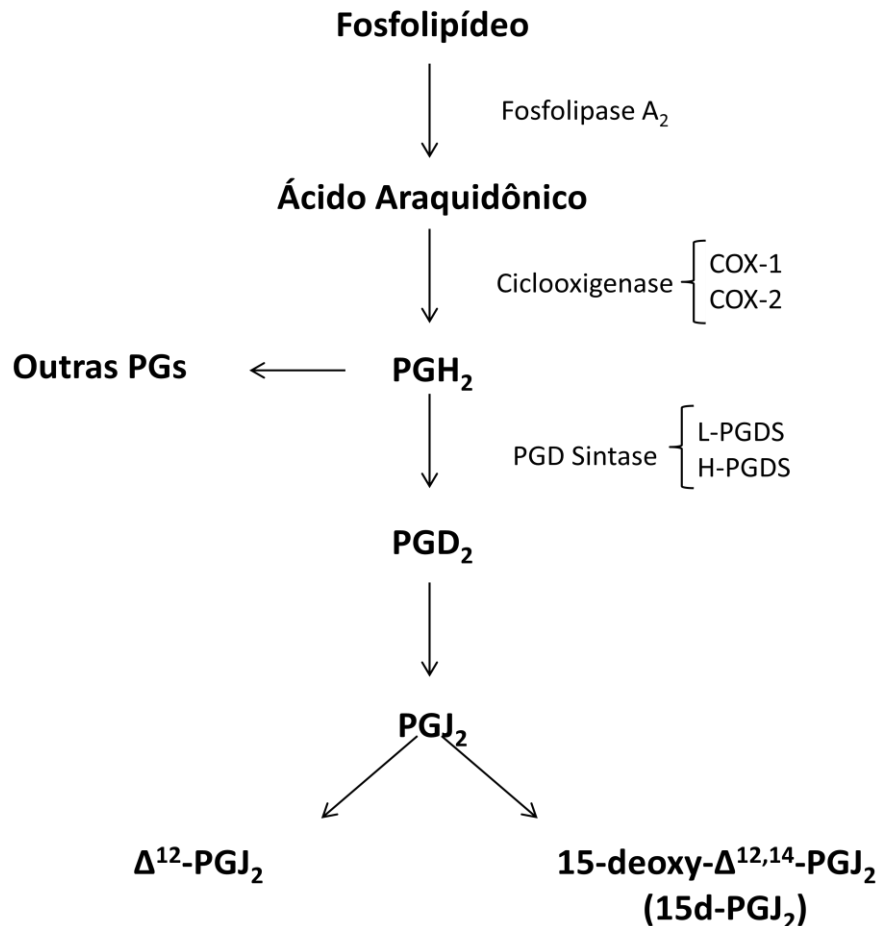 Fosfolipídeo
Fosfolipase A₂
Ácido Araquidônico
Ciclooxigenase
COX-1
COX-2
Outras PGs
PGH₂
PGD Sintase
L-PGDS
H-PGDS
PGD₂
PGJ₂
Δ¹²-PGJ₂
15-deoxy-Δ¹²,¹⁴-PGJ₂
(15d-PGJ₂)